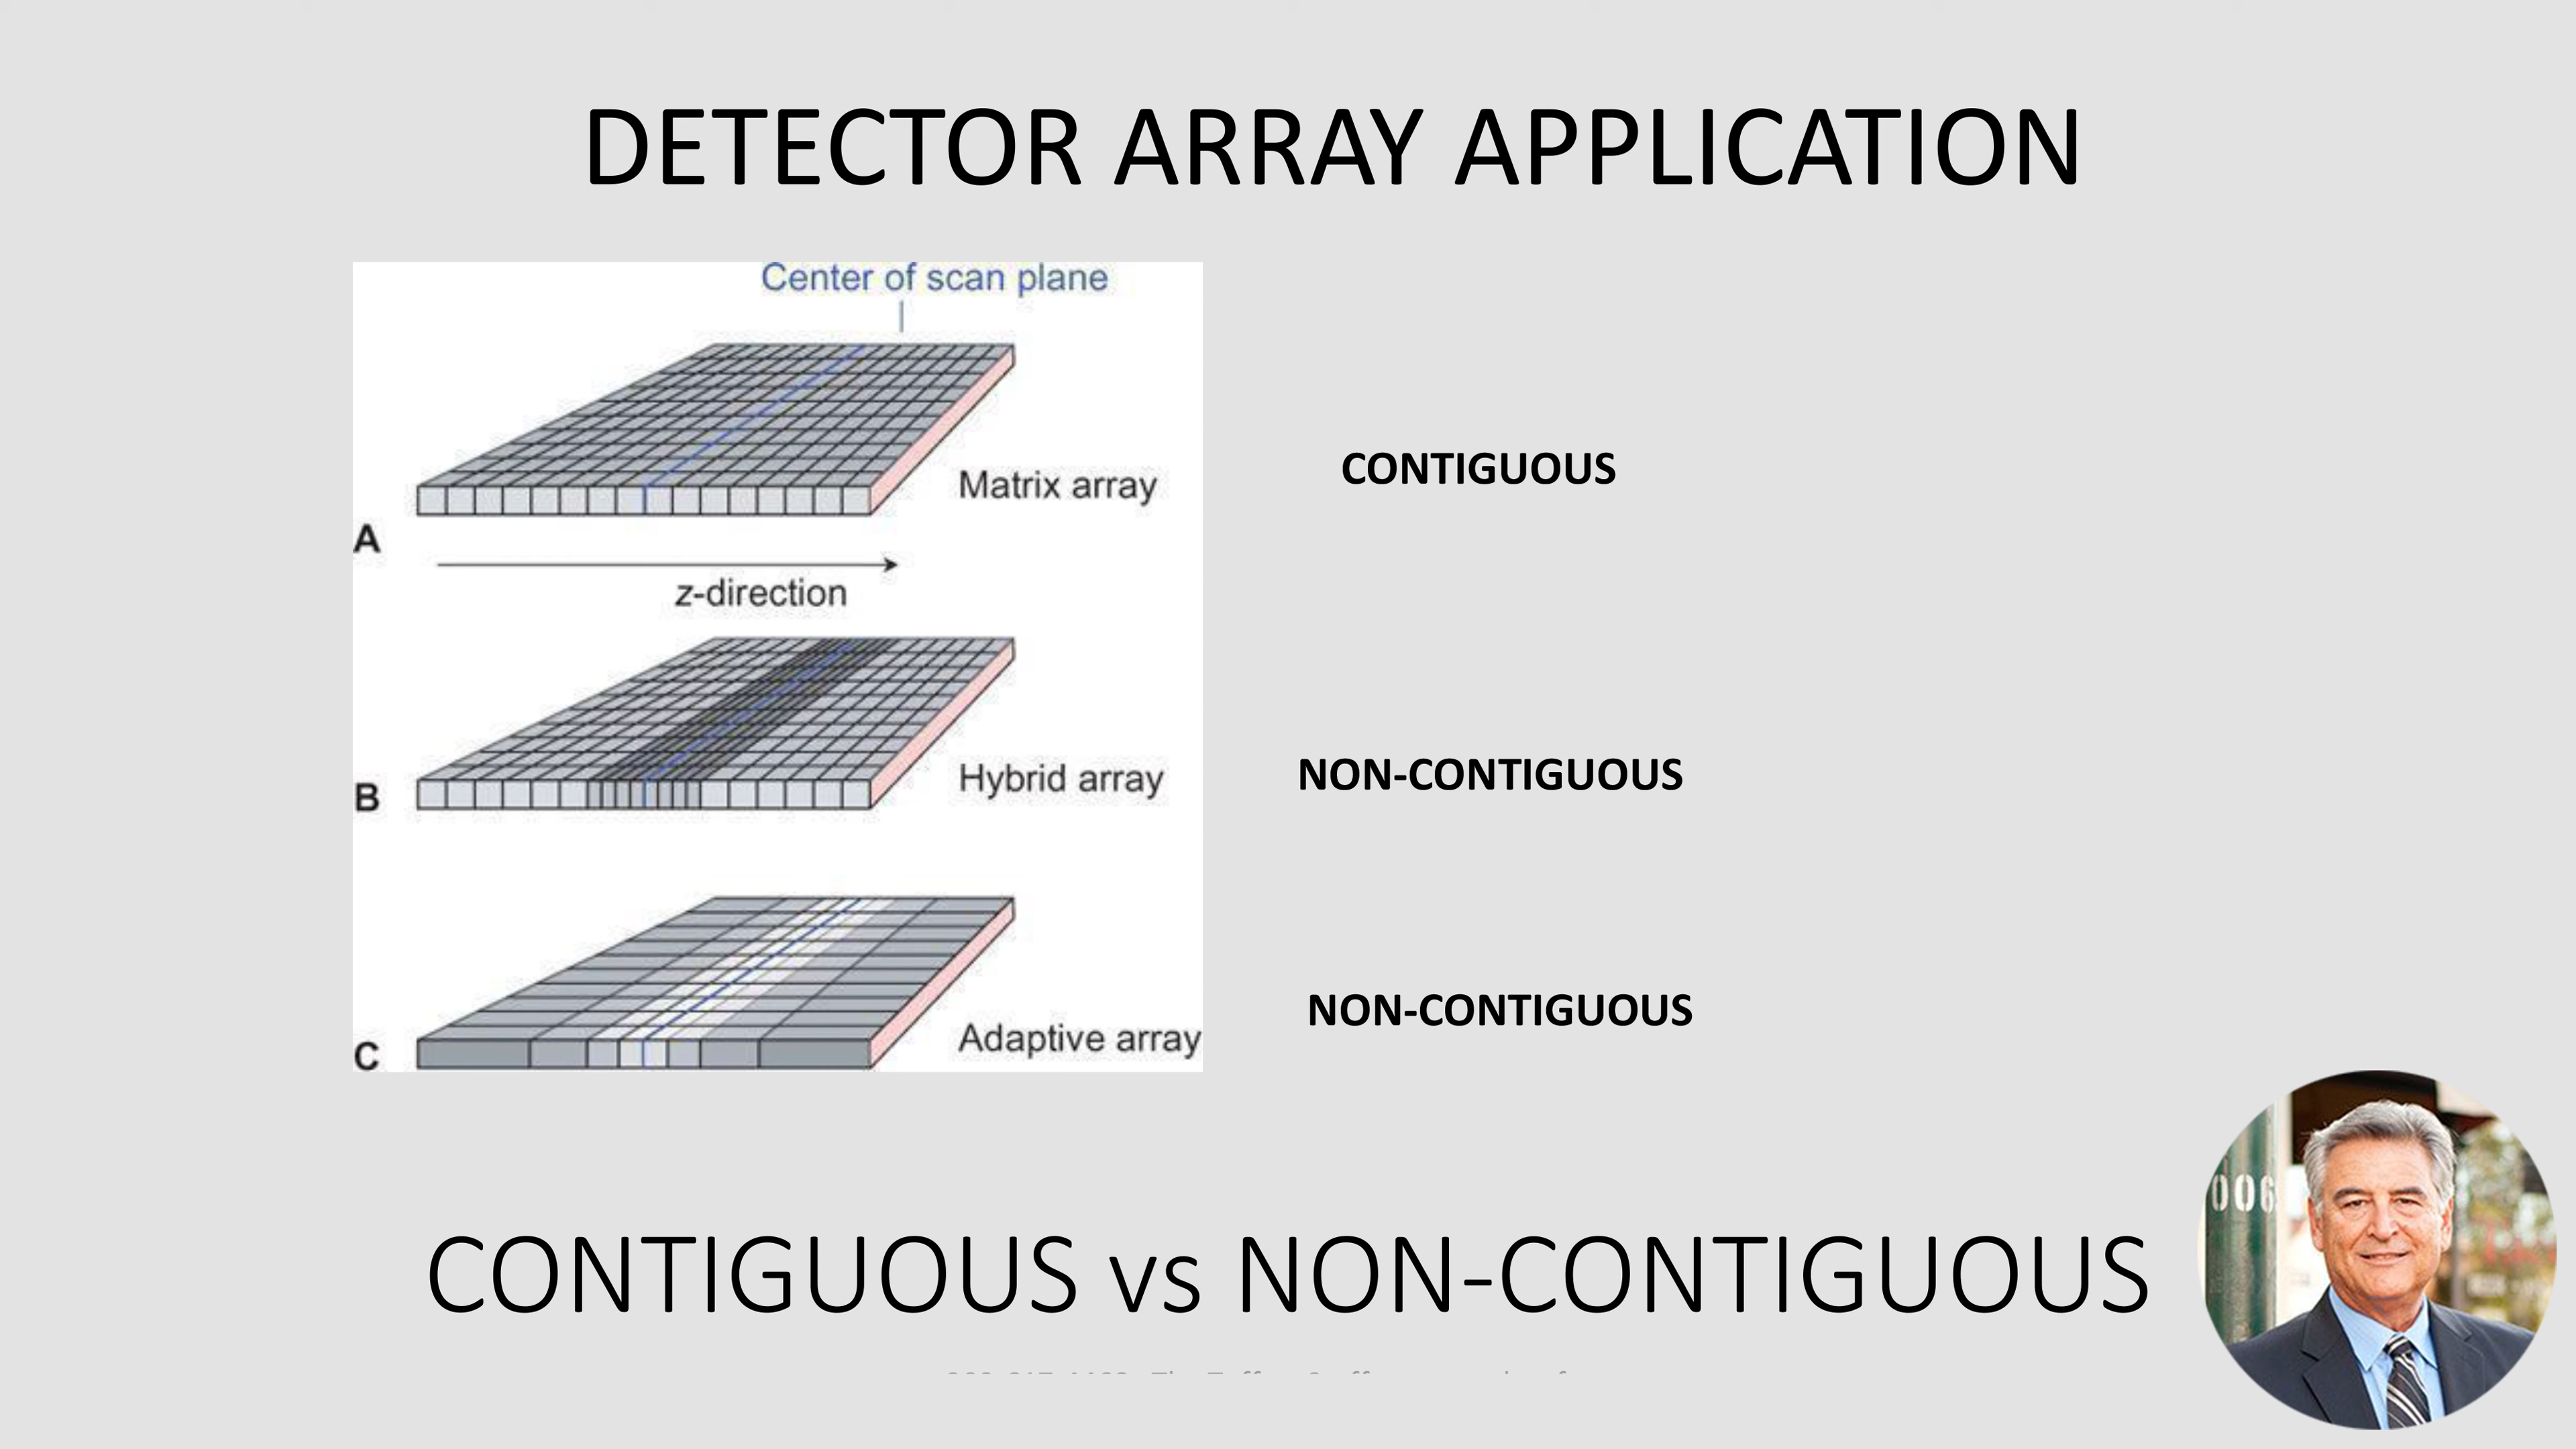 DETECTOR ARRAY APPLICATION
Center of scan plane
Matrix array
CONTIGUOUS
A
z-direction
Hybrid array
NON-CONTIGUOUS
B
Adaptive array
NON-CONTIGUOUS
C
006
CONTIGUOUS vs NON-CONTIGUOUS